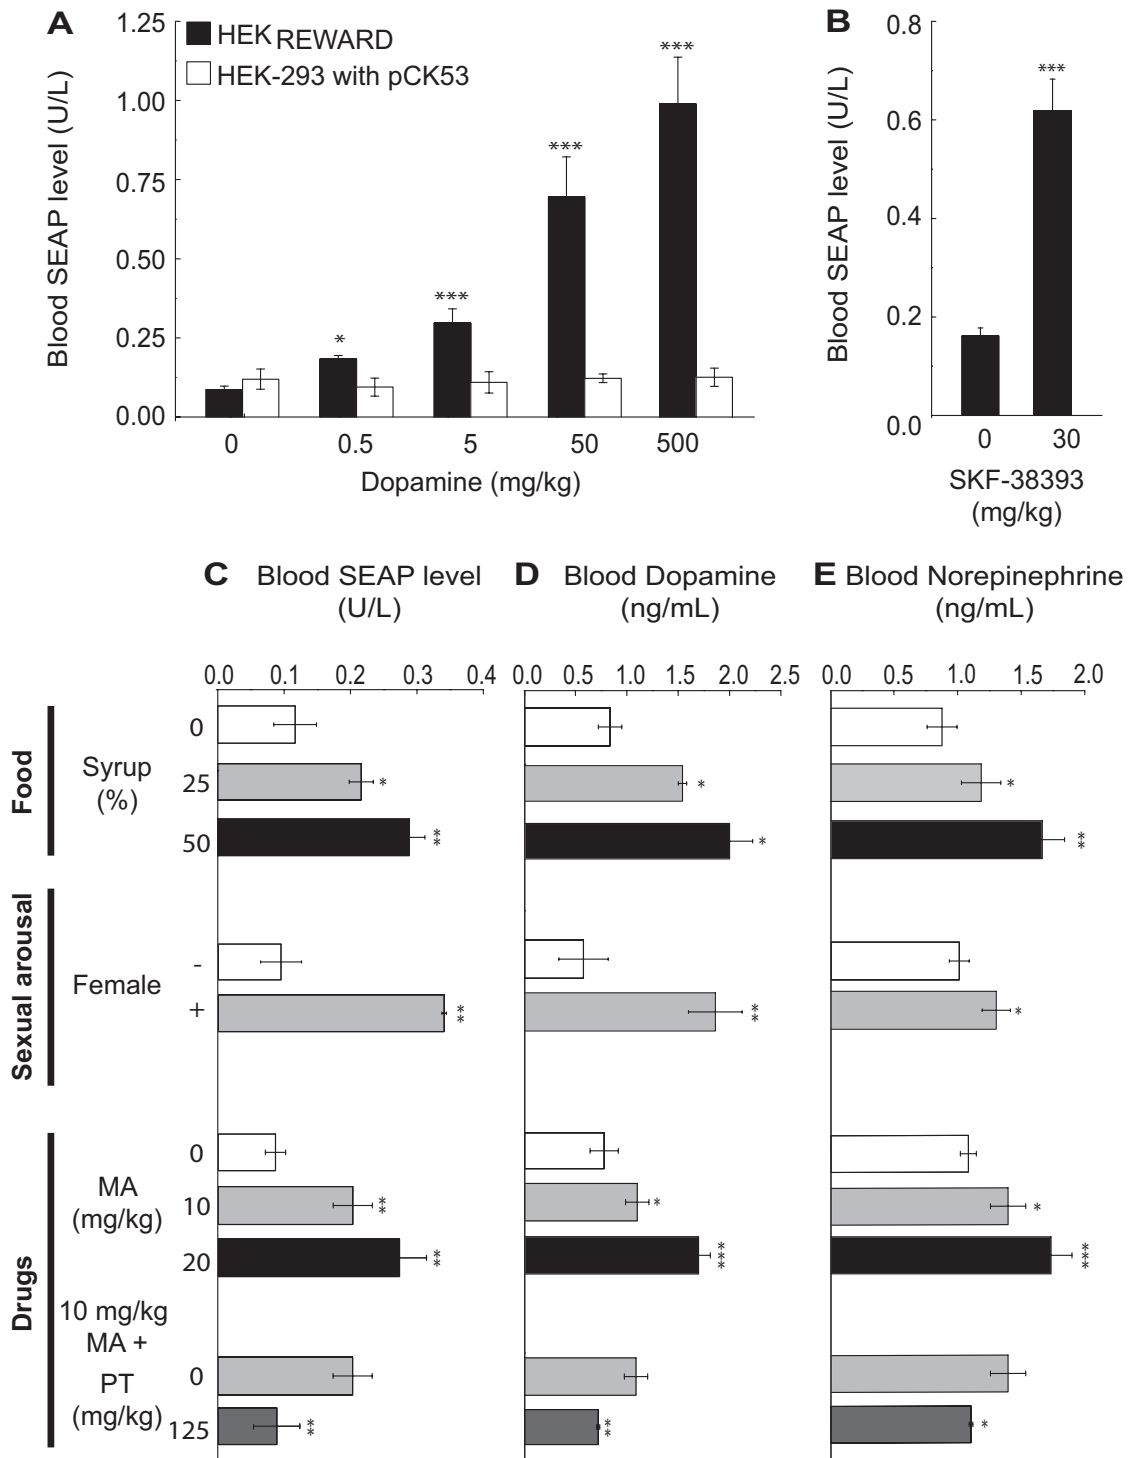 A
B
1.25
1.00
0.75
0.50
0.25
0.00
Blood SEAP level (U/L)
HEK REWARD
HEK-293 with pCK53
*
***
***
***
0 0.5 5 50 500
Dopamine (mg/kg)
0.8
0.6
0.4
0.2
0.0
Blood SEAP level (U/L)
***
0 30
SKF-38393
(mg/kg)
C Blood SEAP level
(U/L)
D Blood Dopamine
(ng/mL)
E Blood Norepinephrine
(ng/mL)
0.0 0.1 0.2 0.3 0.4
0.0 0.5 1.0 1.5 2.0 2.5
0.0 0.5 1.0 1.5 2.0
Food
Syrup
(%)
0
25 * * *
50 ** * **
Sexual arousal
Female
-
+ ** ** *
Drugs
MA
(mg/kg)
0
10 ** * *
20 ** *** ***
10 mg/kg
MA +
PT
(mg/kg)
0
125 ** ** *